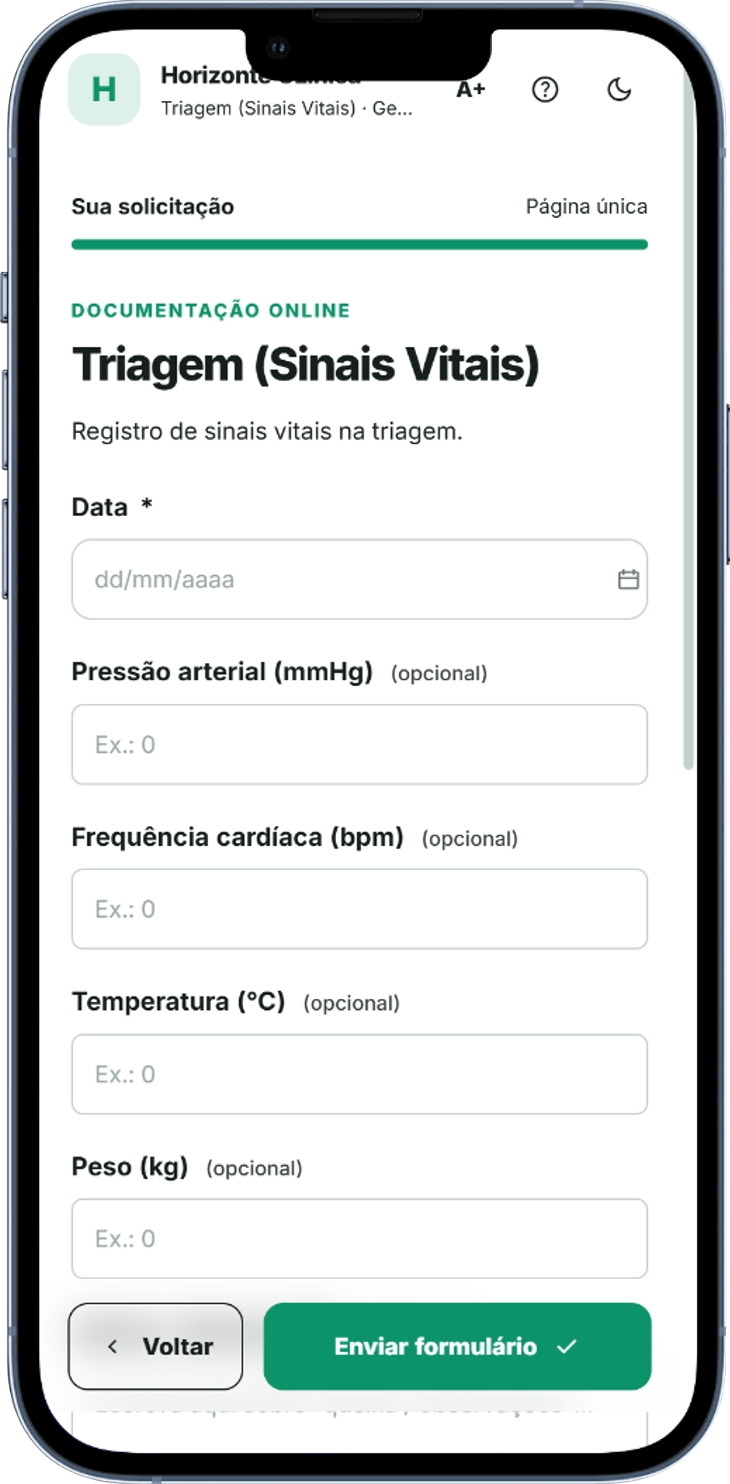 H
Horizonte
Triagem (Sinais Vitais) · Ge...
A+
Sua solicitação
Página única
DOCUMENTAÇÃO ONLINE
Triagem (Sinais Vitais)
Registro de sinais vitais na triagem.
Data *
dd/mm/aaaa
Pressão arterial (mmHg) (opcional)
Ex.: 0
Frequência cardíaca (bpm) (opcional)
Ex.: 0
Temperatura (°C) (opcional)
Ex.: 0
Peso (kg) (opcional)
Ex.: 0
Voltar
Enviar formulário